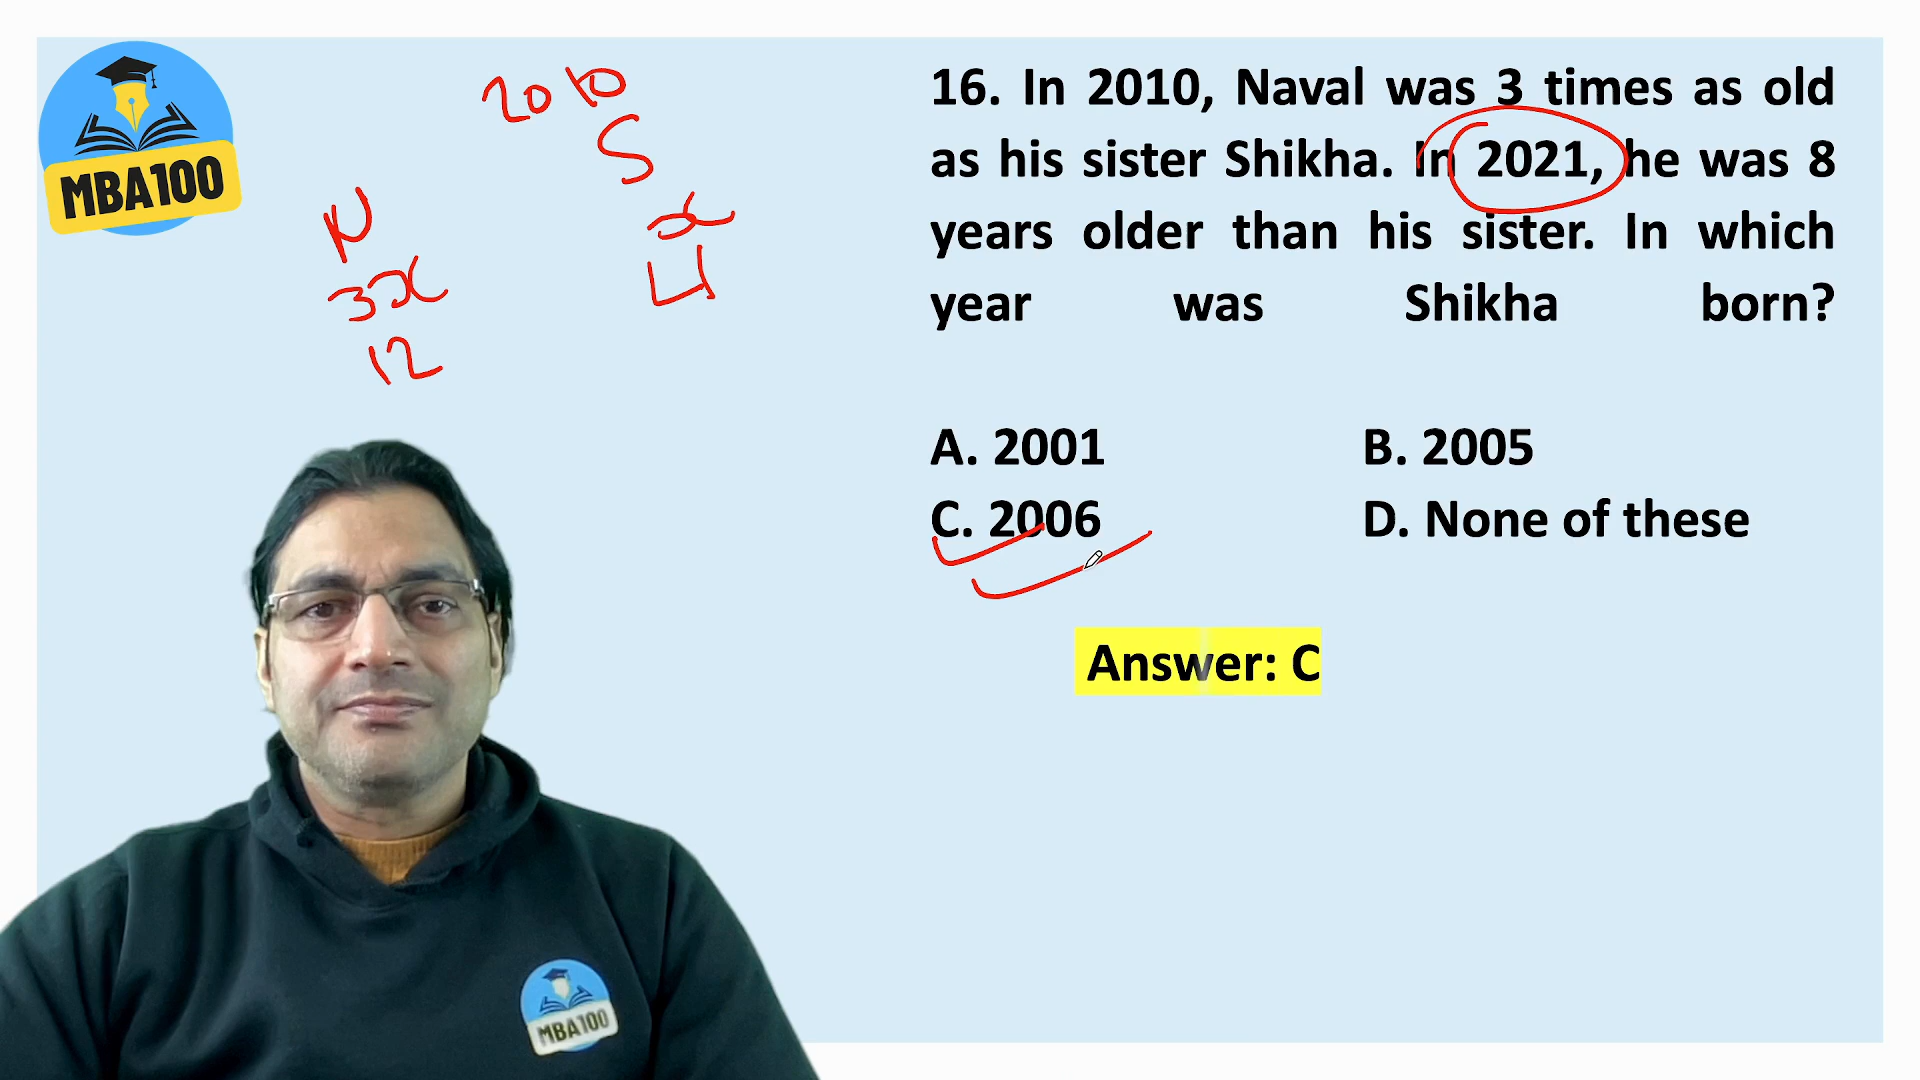 MBA100
2010
N
S
3x
x
12
4
16. In 2010, Naval was 3 times as old
as his sister Shikha. In 2021, he was 8
years older than his sister. In which
year was Shikha born?
A. 2001 B. 2005
C. 2006 D. None of these
Answer: C
MBA100